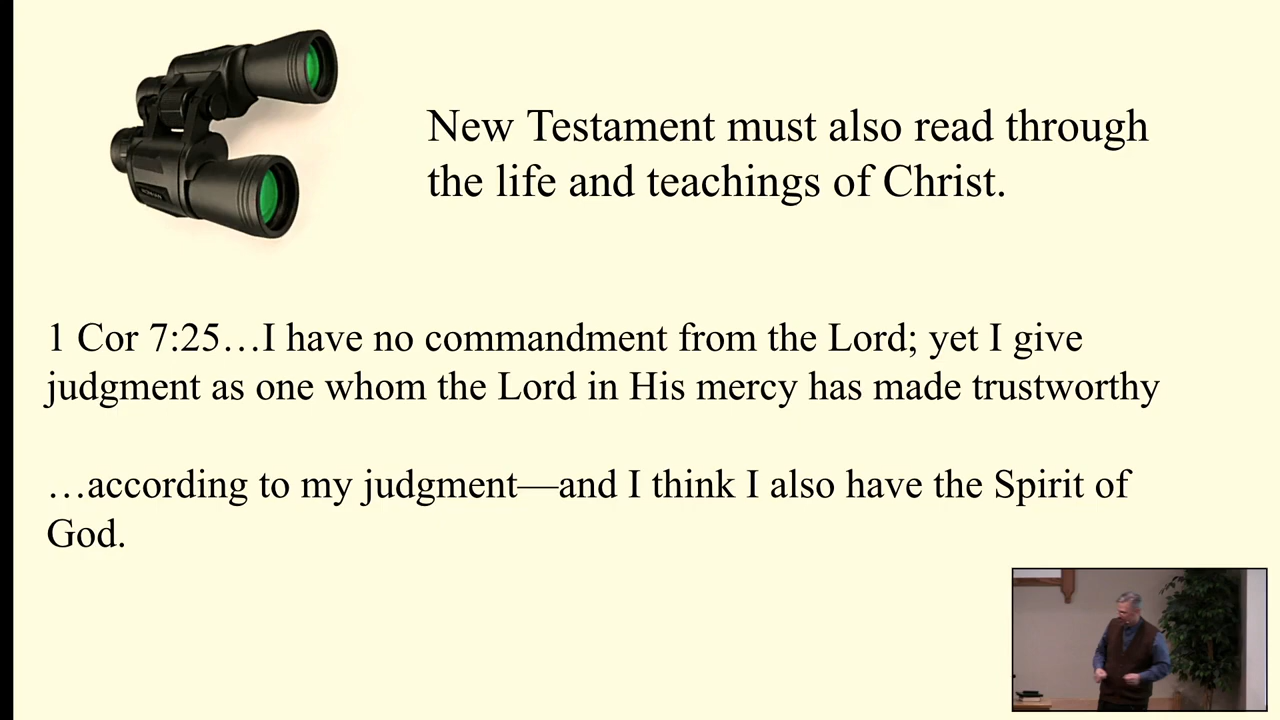 New Testament must also read through
the life and teachings of Christ.
1 Cor 7:25…I have no commandment from the Lord; yet I give
judgment as one whom the Lord in His mercy has made trustworthy
…according to my judgment—and I think I also have the Spirit of
God.